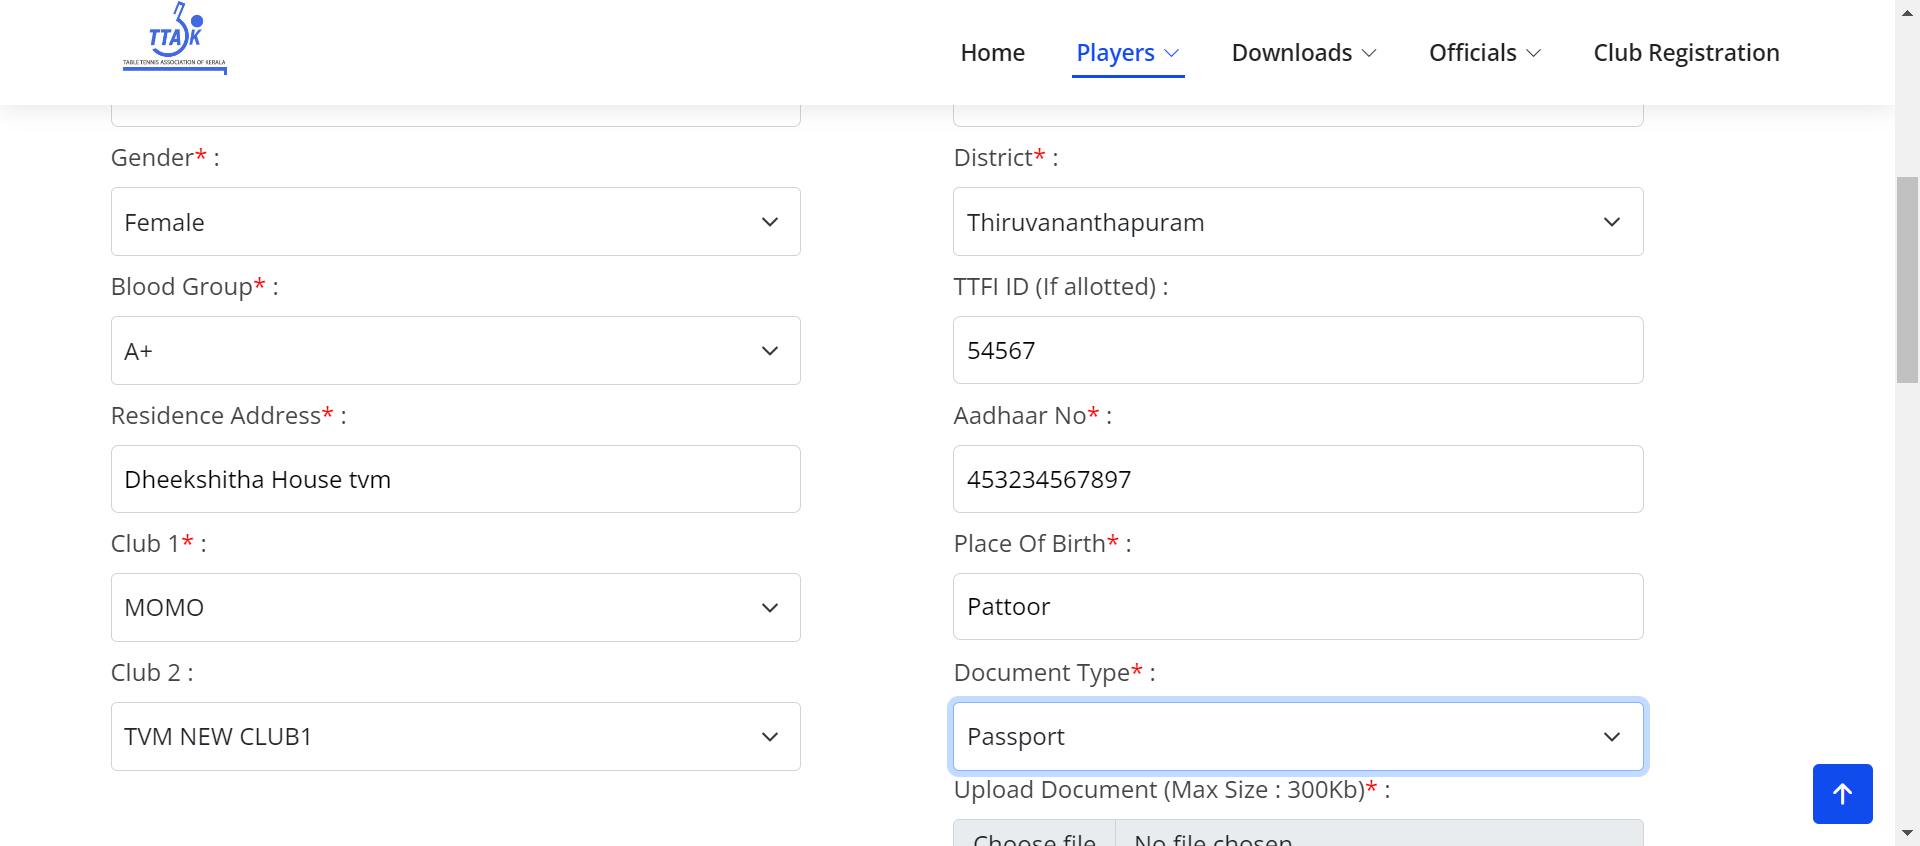 TTAK
TABLE TENNIS ASSOCIATION OF KERALA
Home Players Downloads Officials Club Registration
Gender* :
District* :
Female
Thiruvananthapuram
Blood Group* :
TTFI ID (If allotted) :
A+
54567
Residence Address* :
Aadhaar No* :
Dheekshitha House tvm
453234567897
Club 1* :
Place Of Birth* :
MOMO
Pattoor
Club 2 :
Document Type* :
TVM NEW CLUB1
Passport
Upload Document (Max Size : 300Kb)* :
Choose file No file chosen